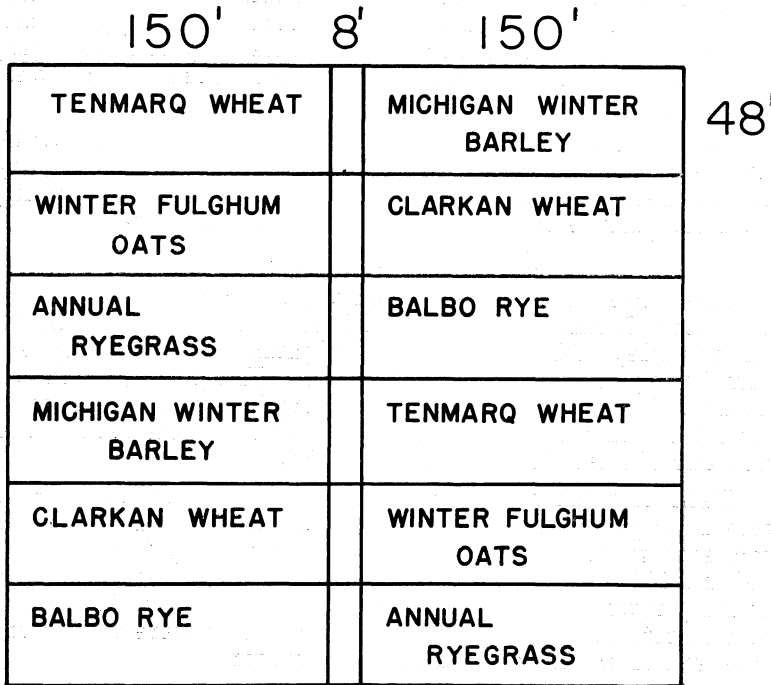 150' 8' 150'
48'
TENMARQ WHEAT
MICHIGAN WINTER
BARLEY
WINTER FULGHUM
OATS
CLARKAN WHEAT
ANNUAL
RYEGRASS
BALBO RYE
MICHIGAN WINTER
BARLEY
TENMARQ WHEAT
CLARKAN WHEAT
WINTER FULGHUM
OATS
BALBO RYE
ANNUAL
RYEGRASS